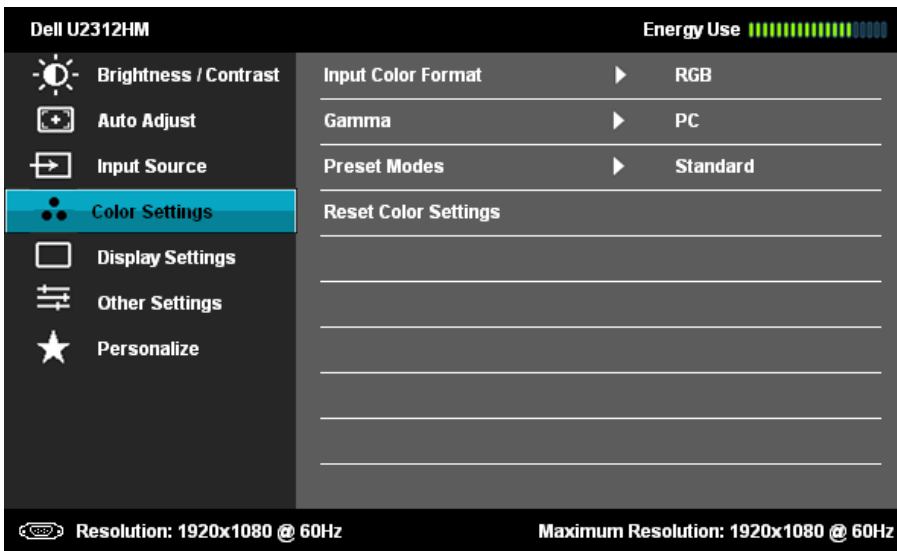 Dell U2312HM
Energy Use
Brightness / Contrast
Auto Adjust
Input Source
Color Settings
Display Settings
Other Settings
Personalize
Input Color Format RGB
Gamma PC
Preset Modes Standard
Reset Color Settings
Resolution: 1920x1080 @ 60Hz
Maximum Resolution: 1920x1080 @ 60Hz